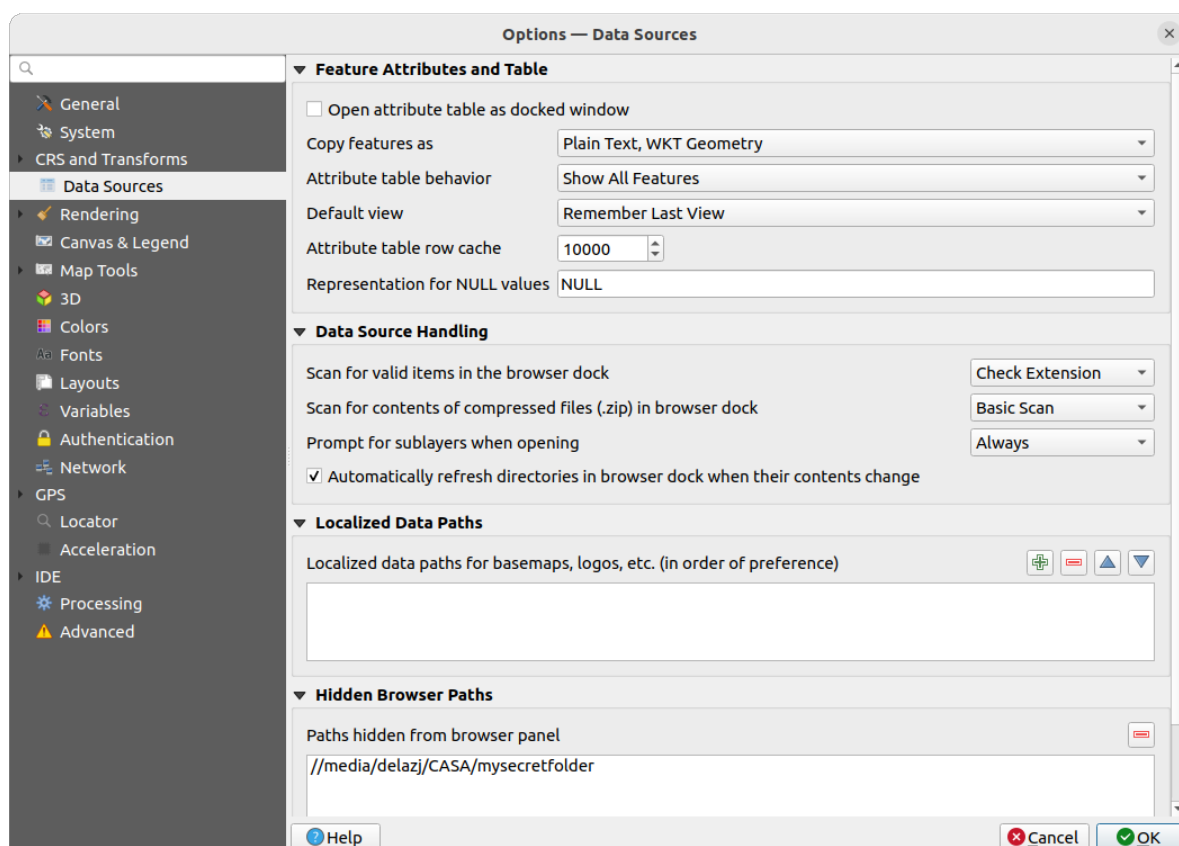 Options — Data Sources
General
System
CRS and Transforms
Data Sources
Rendering
Canvas & Legend
Map Tools
3D
Colors
Aa Fonts
Layouts
ε Variables
Authentication
Network
GPS
Locator
Acceleration
IDE
Processing
Advanced
Feature Attributes and Table
Open attribute table as docked window
Copy features as Plain Text, WKT Geometry
Attribute table behavior Show All Features
Default view Remember Last View
Attribute table row cache 10000
Representation for NULL values NULL
Data Source Handling
Scan for valid items in the browser dock Check Extension
Scan for contents of compressed files (.zip) in browser dock Basic Scan
Prompt for sublayers when opening Always
Automatically refresh directories in browser dock when their contents change
Localized Data Paths
Localized data paths for basemaps, logos, etc. (in order of preference)
Hidden Browser Paths
Paths hidden from browser panel
//media/delazj/CASA/mysecretfolder
? Help Cancel OK